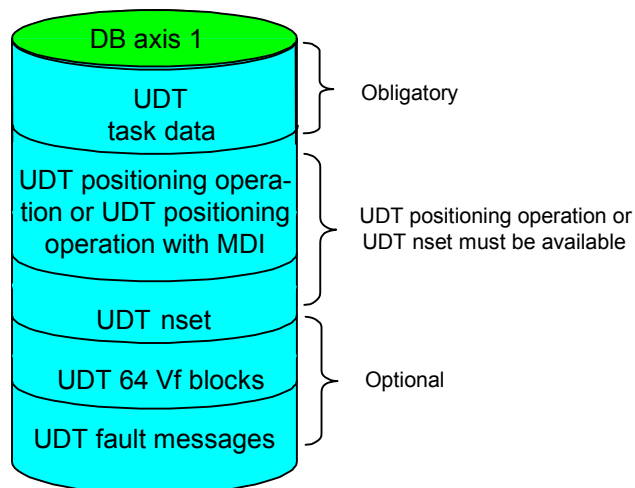 DB axis 1
UDT
task data
Obligatory
UDT positioning opera-
tion or UDT positioning
operation with MDI
UDT positioning operation or
UDT nset must be available
UDT nset
UDT 64 Vf blocks
Optional
UDT fault messages